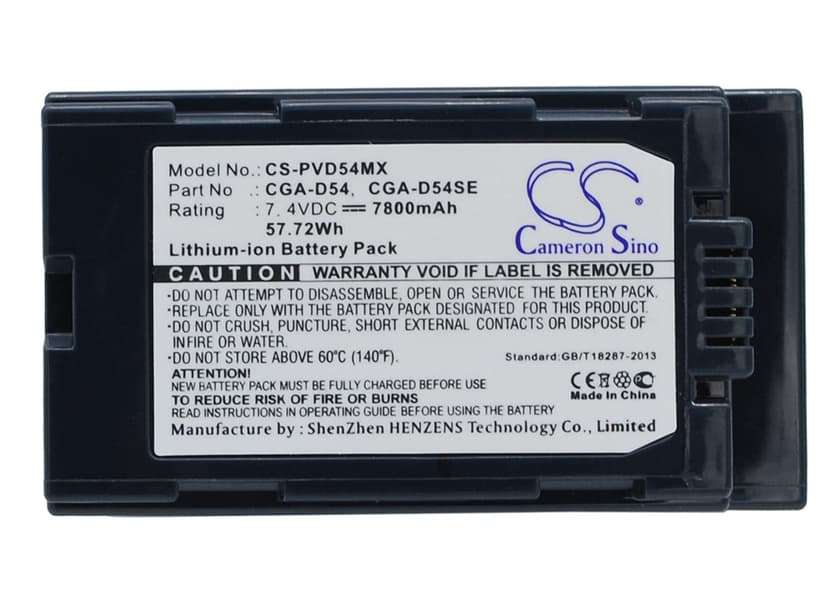 Model No.: CS-PVD54MX
Part No : CGA-D54, CGA-D54SE
Rating : 7.4VDC 7800mAh
57.72Wh
Lithium-ion Battery Pack
CS
®
Cameron Sino
CAUTION WARRANTY VOID IF LABEL IS REMOVED
·DO NOT ATTEMPT TO DISASSEMBLE, OPEN OR SERVICE THE BATTERY PACK.
·REPLACE ONLY WITH THE BATTERY PACK DESIGNATED FOR THIS PRODUCT.
·DO NOT CRUSH, PUNCTURE, SHORT EXTERNAL CONTACTS OR DISPOSE OF
INFIRE OR WATER.
·DO NOT STORE ABOVE 60°C (140°F).
Standard:GB/T18287-2013
ATTENTION!
NEW BATTERY PACK MUST BE FULLY CHARGED BEFORE INITIAL USE
TO REDUCE RISK OF FIRE OR BURNS
READ INSTRUCTIONS IN OPERATING GUIDE BEFORE USE
CE
Made In China
Manufacture by : ShenZhen HENZENS Technology Co., Limited